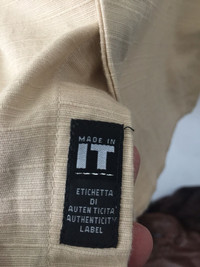 MADE IN
IT
ETICHETTA
DI
AUTENTICITA'
AUTHENTICITY
LABEL